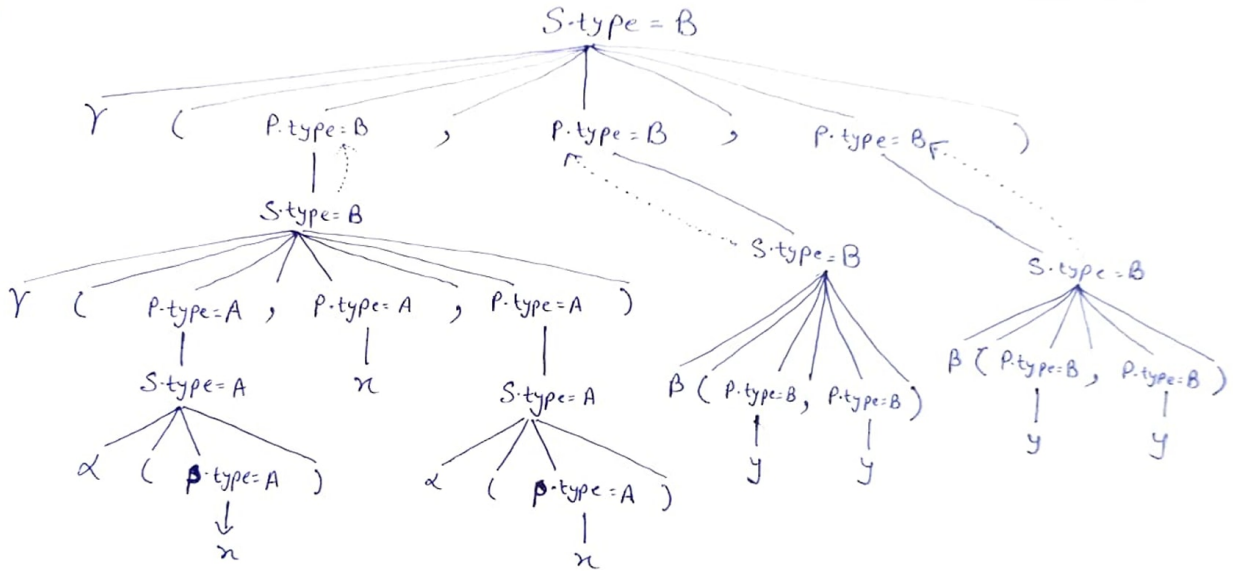 S.type = B
γ ( P.type=B , P.type=B , P.type=B )
S.type=B
S.type=B
S.type=B
γ ( P.type=A , P.type=A , P.type=A )
S.type=A
x
S.type=A
β ( P.type=B , P.type=B )
β ( P.type=B , P.type=B )
y
y
y
y
α ( P.type=A )
α ( P.type=A )
x
x